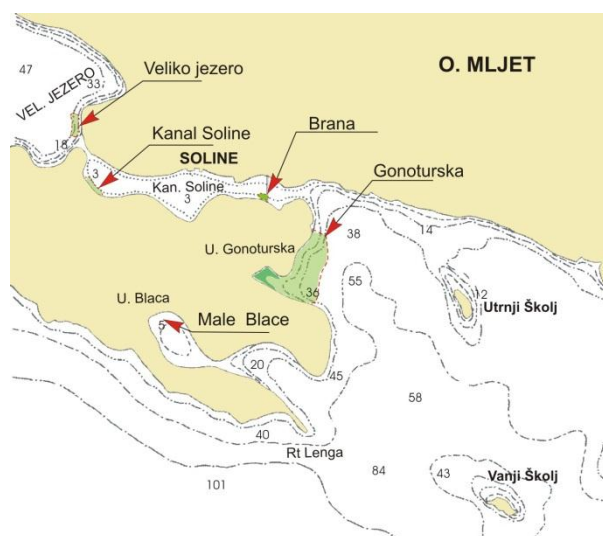 47
33
VEL. JEZERO
18
Veliko jezero
O. MLJET
Kanal Soline
SOLINE
Brana
3
Kan. Soline
3
Gonoturska
U. Gonoturska
38
14
36
55
12
Utrnji Školj
U. Blaca
5
Male Blace
20
45
58
40
Rt Lenga
84
43
Vanji Školj
101